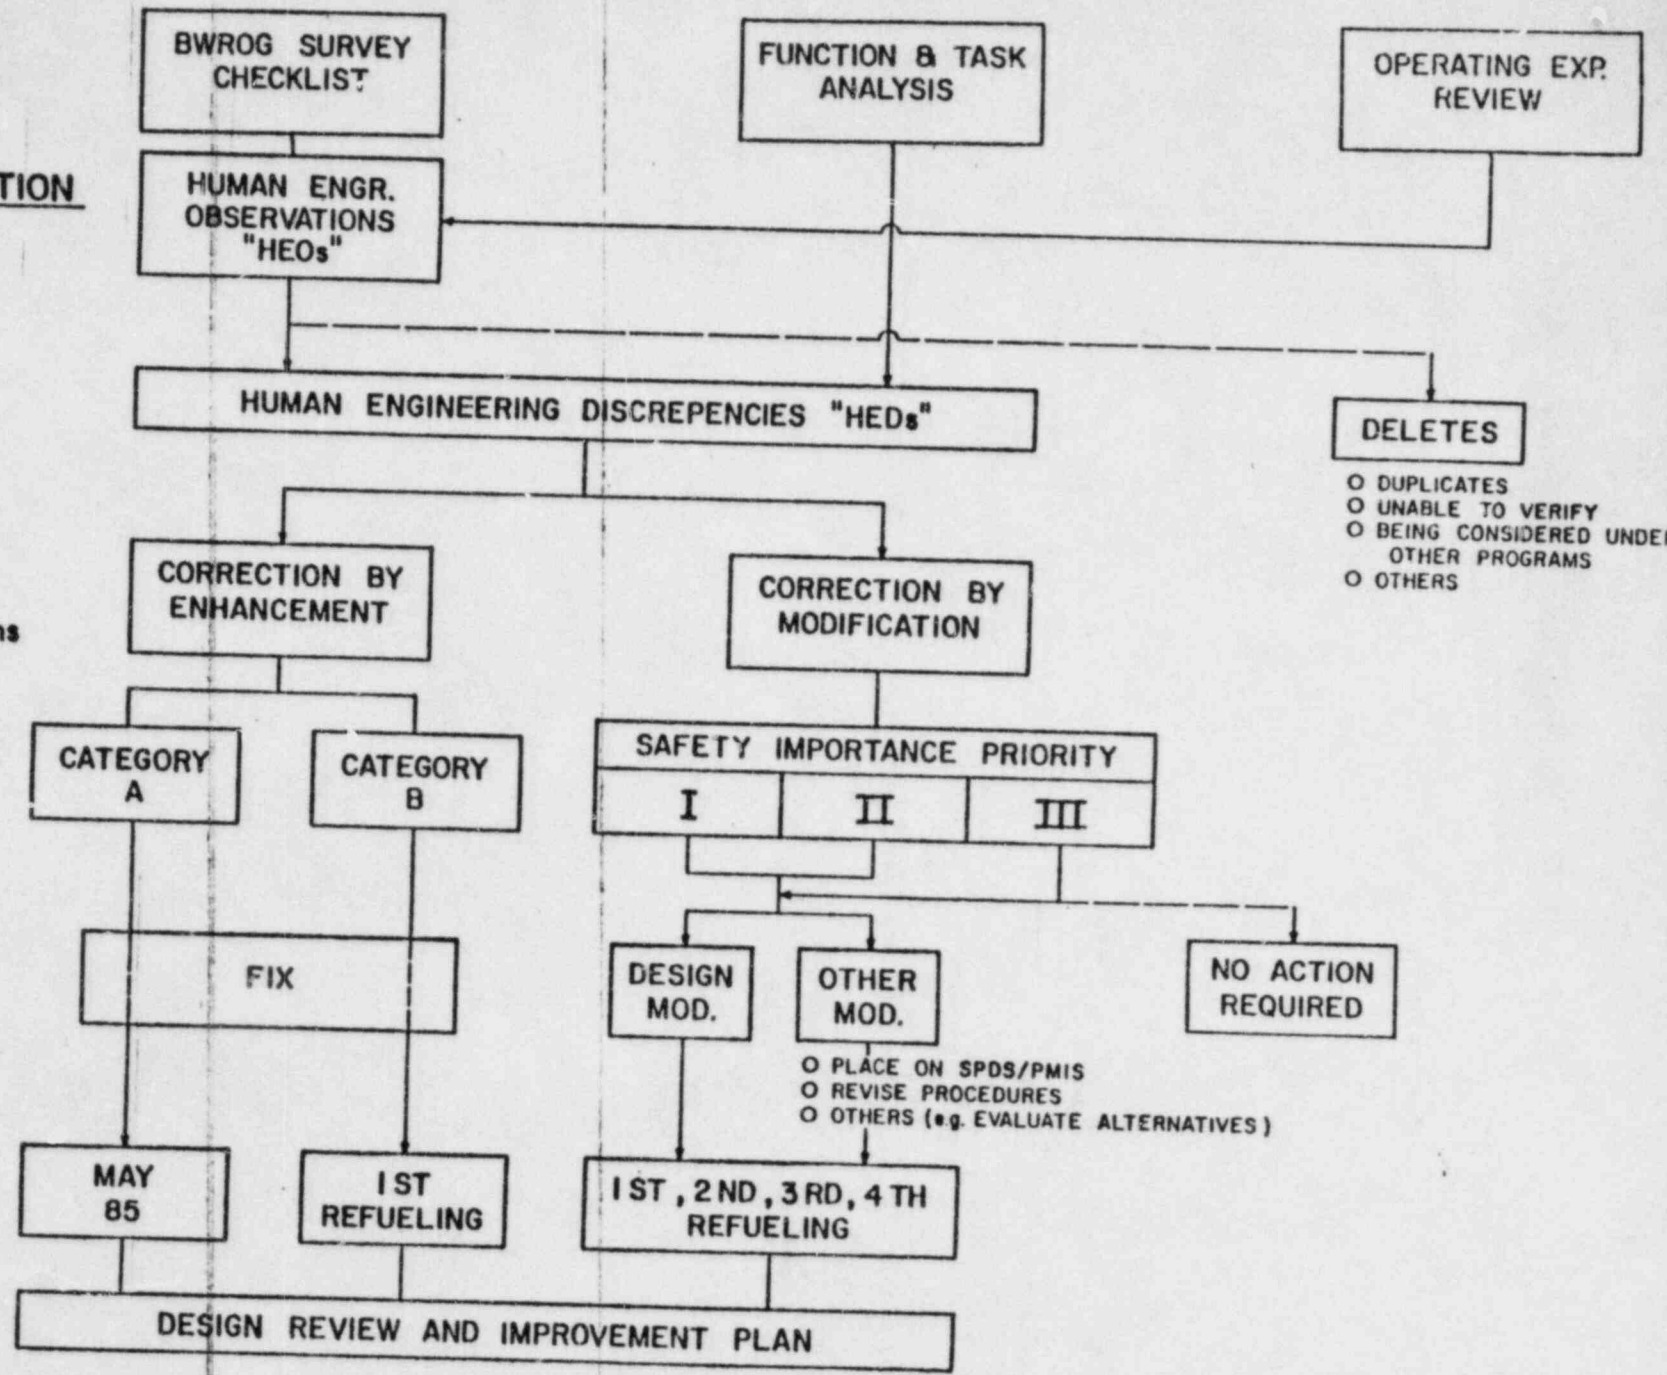 BWROG SURVEY
CHECKLIST
FUNCTION & TASK
ANALYSIS
OPERATING EXP.
REVIEW
TION
HUMAN ENGR.
OBSERVATIONS
"HEOs"
HUMAN ENGINEERING DISCREPENCIES "HEDs"
DELETES
O DUPLICATES
O UNABLE TO VERIFY
O BEING CONSIDERED UNDER
OTHER PROGRAMS
O OTHERS
CORRECTION BY
ENHANCEMENT
CORRECTION BY
MODIFICATION
ns
CATEGORY
A
CATEGORY
B
SAFETY IMPORTANCE PRIORITY
I
II
III
FIX
DESIGN
MOD.
OTHER
MOD.
NO ACTION
REQUIRED
O PLACE ON SPDS/PMIS
O REVISE PROCEDURES
O OTHERS (e.g. EVALUATE ALTERNATIVES)
MAY
85
1ST
REFUELING
1ST, 2ND, 3RD, 4TH
REFUELING
DESIGN REVIEW AND IMPROVEMENT PLAN